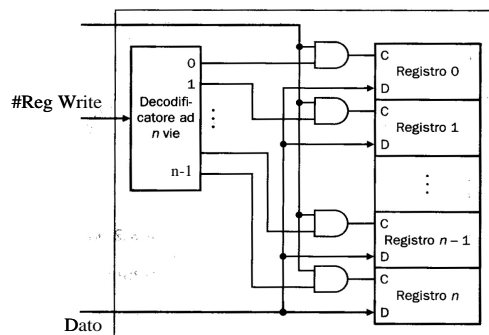 0
C
Registro 0
D
#Reg Write
Decodifi-
catore ad
n vie
1
C
Registro 1
D
⋮
⋮
n-1
C
Registro n – 1
D
C
Registro n
D
Dato